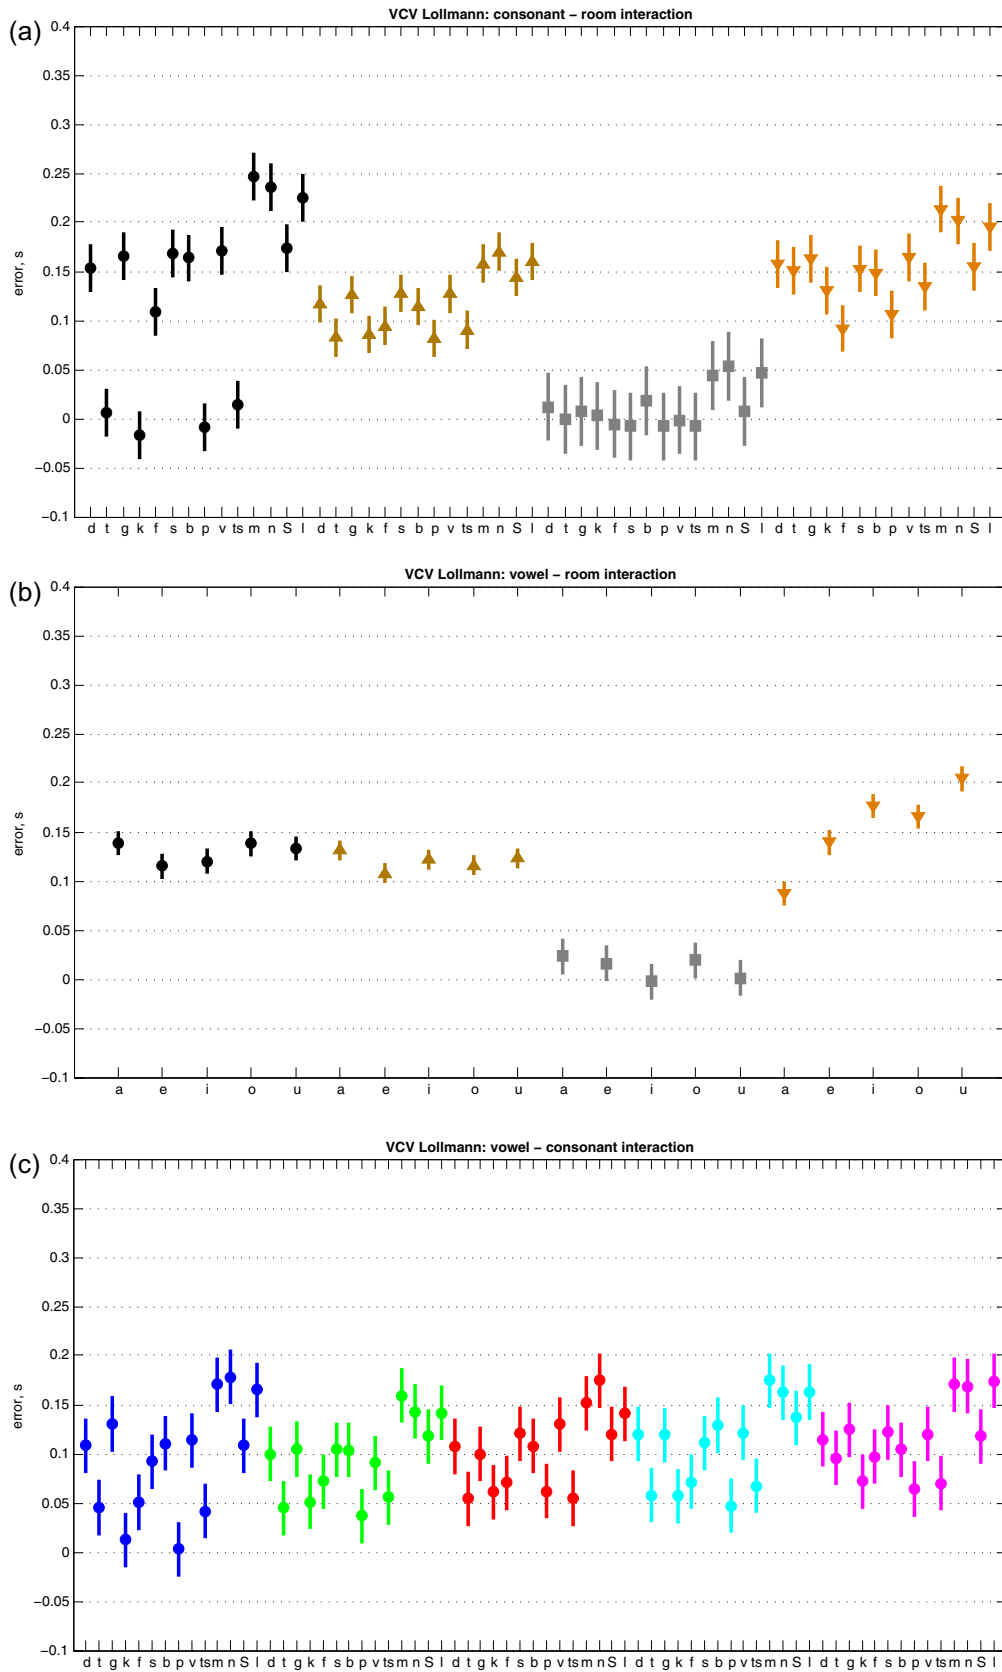 VCV Lollmann: consonant – room interaction
(a)
0.4
0.35
0.3
0.25
0.2
0.15
0.1
0.05
0
−0.05
−0.1
error, s
d t g k f s b p v ts m n S l d t g k f s b p v ts m n S l d t g k f s b p v ts m n S l d t g k f s b p v ts m n S l
VCV Lollmann: vowel – room interaction
(b)
0.4
0.35
0.3
0.25
0.2
0.15
0.1
0.05
0
−0.05
−0.1
error, s
a e i o u a e i o u a e i o u a e i o u
VCV Lollmann: vowel – consonant interaction
(c)
0.4
0.35
0.3
0.25
0.2
0.15
0.1
0.05
0
−0.05
−0.1
error, s
d t g k f s b p v ts m n S l d t g k f s b p v ts m n S l d t g k f s b p v ts m n S l d t g k f s b p v ts m n S l d t g k f s b p v ts m n S l